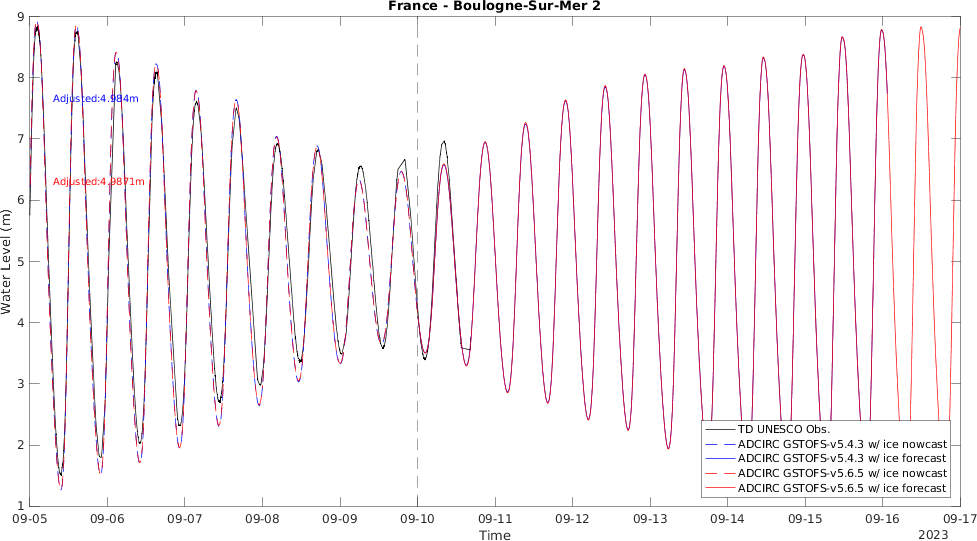 France - Boulogne-Sur-Mer 2
9
8
7
6
5
4
3
2
1
Water Level (m)
Adjusted:4.984m
Adjusted:4.9871m
TD UNESCO Obs.
ADCIRC GSTOFS-v5.4.3 w/ ice nowcast
ADCIRC GSTOFS-v5.4.3 w/ ice forecast
ADCIRC GSTOFS-v5.6.5 w/ ice nowcast
ADCIRC GSTOFS-v5.6.5 w/ ice forecast
09-05 09-06 09-07 09-08 09-09 09-10 09-11 09-12 09-13 09-14 09-15 09-16 09-17
Time
2023